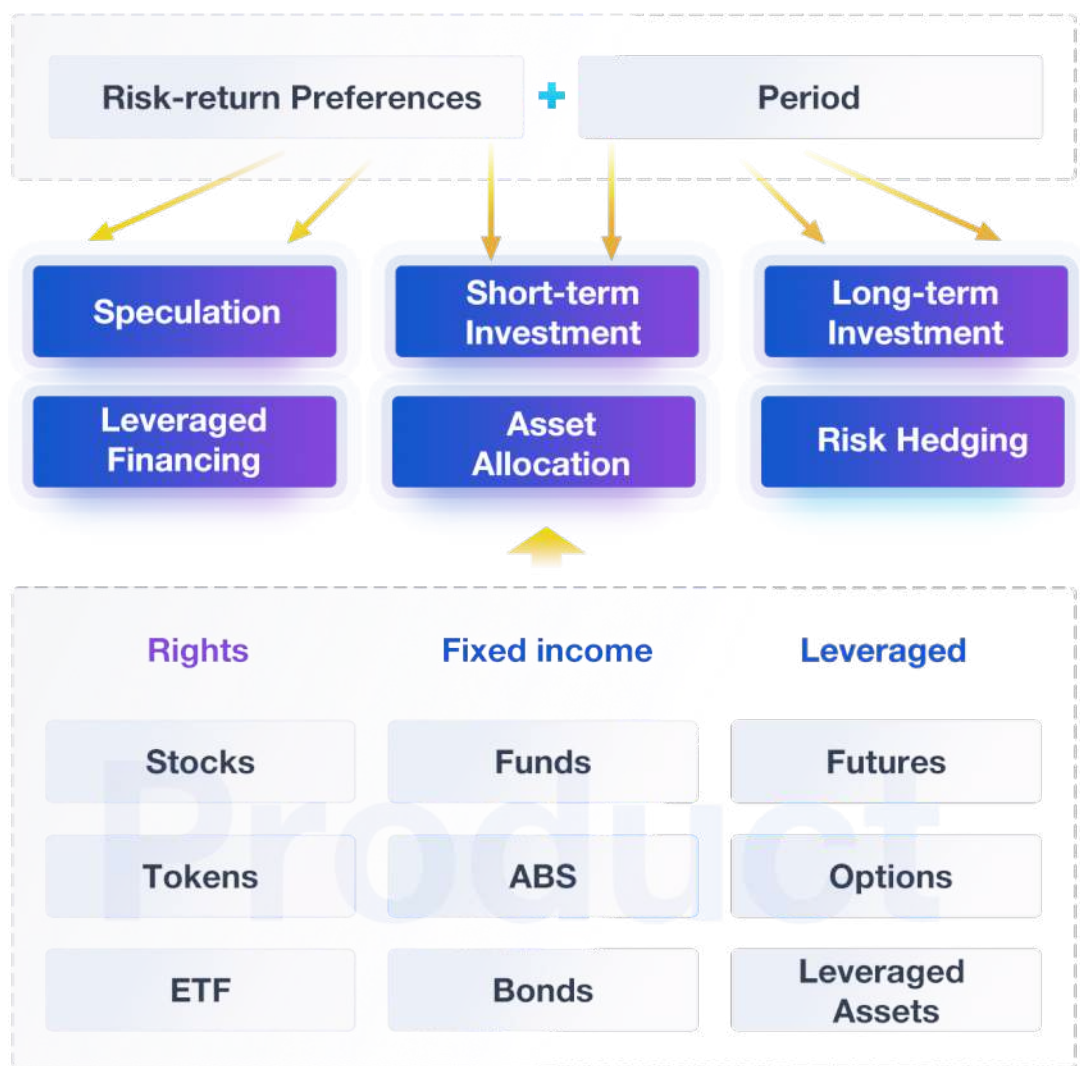 Risk-return Preferences + Period
Speculation
Short-term
Investment
Long-term
Investment
Leveraged
Financing
Asset
Allocation
Risk Hedging
Rights
Fixed income
Leveraged
Product
Stocks
Funds
Futures
Tokens
ABS
Options
ETF
Bonds
Leveraged
Assets